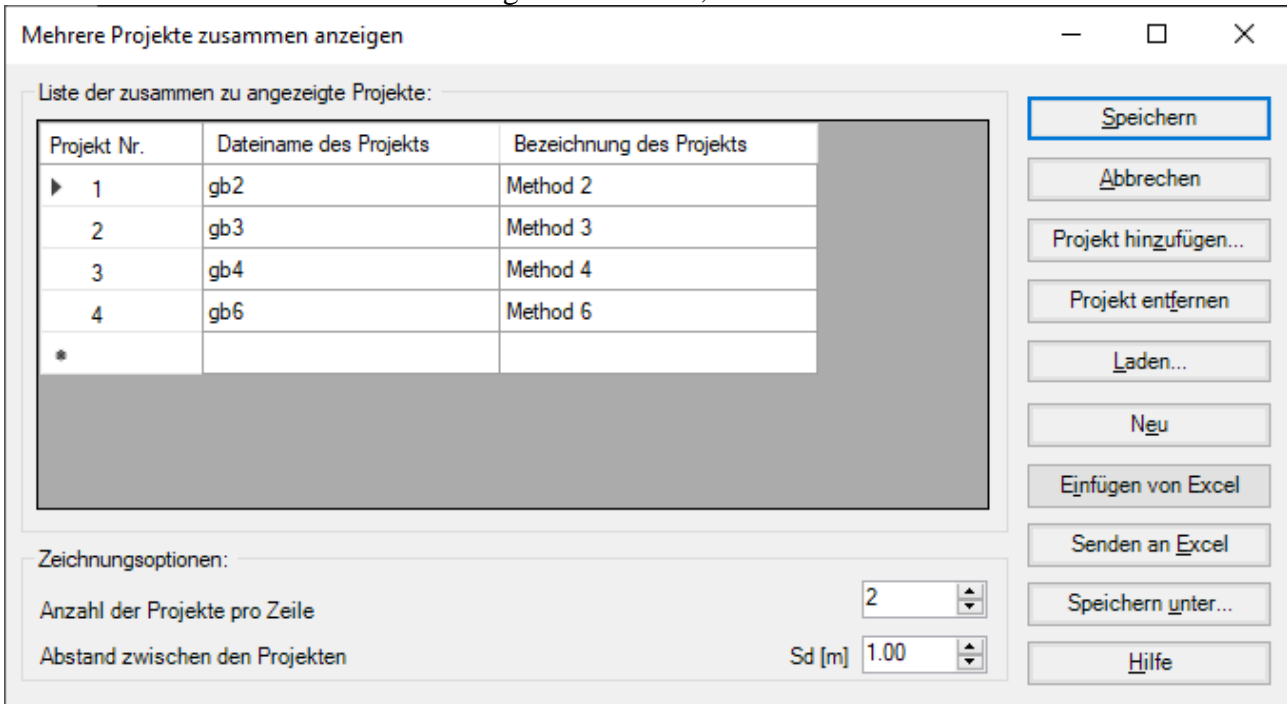 Mehrere Projekte zusammen anzeigen
Liste der zusammen zu angezeigte Projekte:
Projekt Nr. Dateiname des Projekts Bezeichnung des Projekts
1 gb2 Method 2
2 gb3 Method 3
3 gb4 Method 4
4 gb6 Method 6
Zeichnungsoptionen:
Anzahl der Projekte pro Zeile 2
Abstand zwischen den Projekten Sd [m] 1.00
Speichern
Abbrechen
Projekt hinzufügen...
Projekt entfernen
Laden...
Neu
Einfügen von Excel
Senden an Excel
Speichern unter...
Hilfe